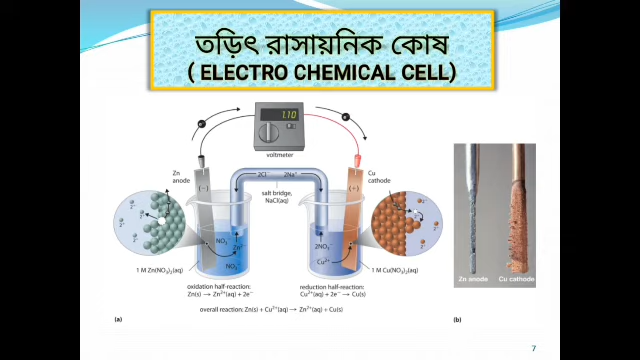 তড়িৎ রাসায়নিক কোষ
( ELECTRO CHEMICAL CELL)
1.10
e⁻
e⁻
voltmeter
Zn
anode
(−)
2Cl⁻
2Na⁺
salt bridge,
NaCl(aq)
Cu
cathode
(+)
NO₃⁻
Zn²⁺
NO₃⁻
2NO₃⁻
Cu²⁺
1 M Zn(NO₃)₂(aq)
1 M Cu(NO₃)₂(aq)
oxidation half-reaction:
Zn(s) → Zn²⁺(aq) + 2e⁻
reduction half-reaction:
Cu²⁺(aq) + 2e⁻ → Cu(s)
overall reaction: Zn(s) + Cu²⁺(aq) → Zn²⁺(aq) + Cu(s)
(a)
Zn anode
Cu cathode
(b)
7